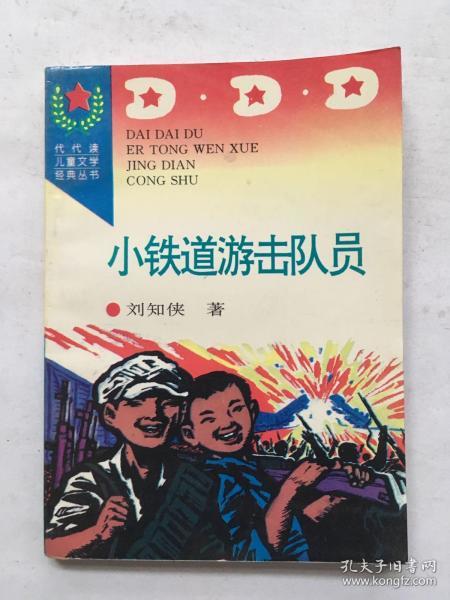 代代读
儿童文学
经典丛书
D·D·D
DAI DAI DU
ER TONG WEN XUE
JING DIAN
CONG SHU
小铁道游击队员
刘知侠 著
孔夫子旧书网
www.kongfz.com